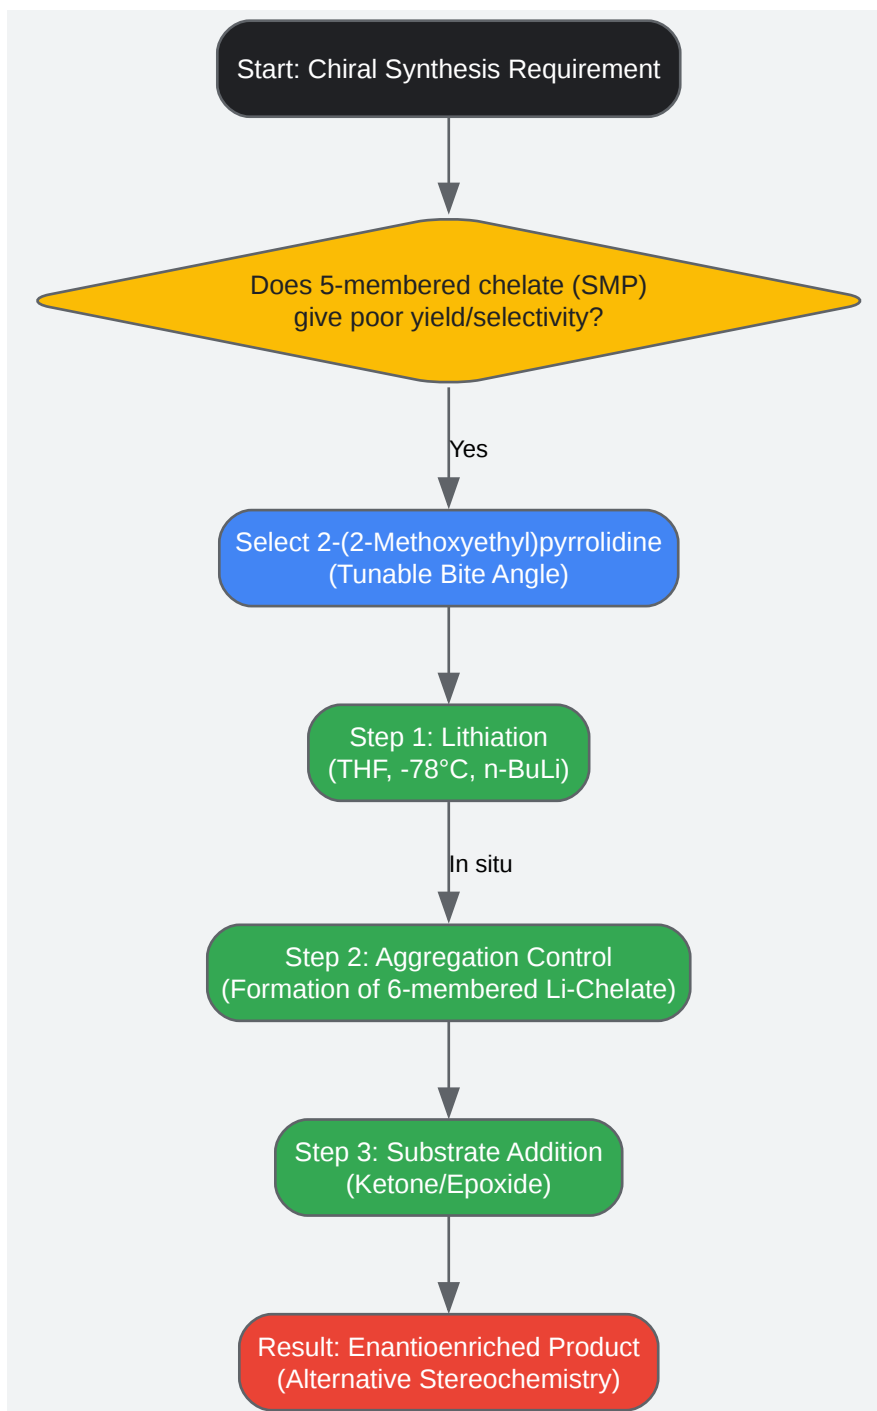 Start: Chiral Synthesis Requirement
Does 5-membered chelate (SMP)
give poor yield/selectivity?
Yes
Select 2-(2-Methoxyethyl)pyrrolidine
(Tunable Bite Angle)
Step 1: Lithiation
(THF, -78°C, n-BuLi)
In situ
Step 2: Aggregation Control
(Formation of 6-membered Li-Chelate)
Step 3: Substrate Addition
(Ketone/Epoxide)
Result: Enantioenriched Product
(Alternative Stereochemistry)